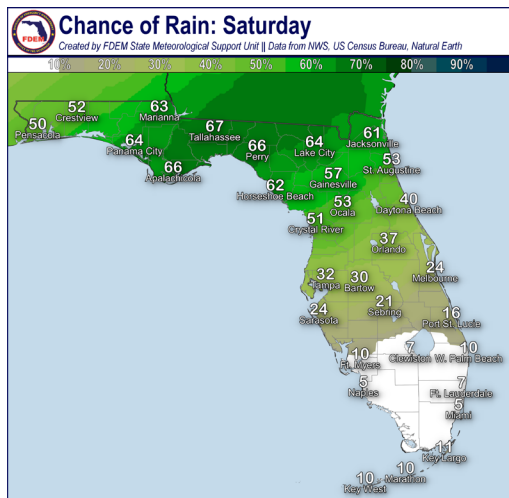 FDEM
Chance of Rain: Saturday
Created by FDEM State Meteorological Support Unit || Data from NWS, US Census Bureau, Natural Earth
10% 20% 30% 40% 50% 60% 70% 80% 90%
52
Crestview
63
Marianna
50
Pensacola
67
Tallahassee
64
Panama City
66
Perry
64
Lake City
61
Jacksonville
66
Apalachicola
53
St. Augustine
57
Gainesville
62
Horseshoe Beach
53
Ocala
40
Daytona Beach
51
Crystal River
37
Orlando
32
Tampa
30
Bartow
24
Melbourne
24
Sarasota
21
Sebring
16
Port St. Lucie
10
Ft. Myers
7
Clewiston
10
W. Palm Beach
5
Naples
7
Ft. Lauderdale
5
Miami
11
Key Largo
10
Marathon
10
Key West